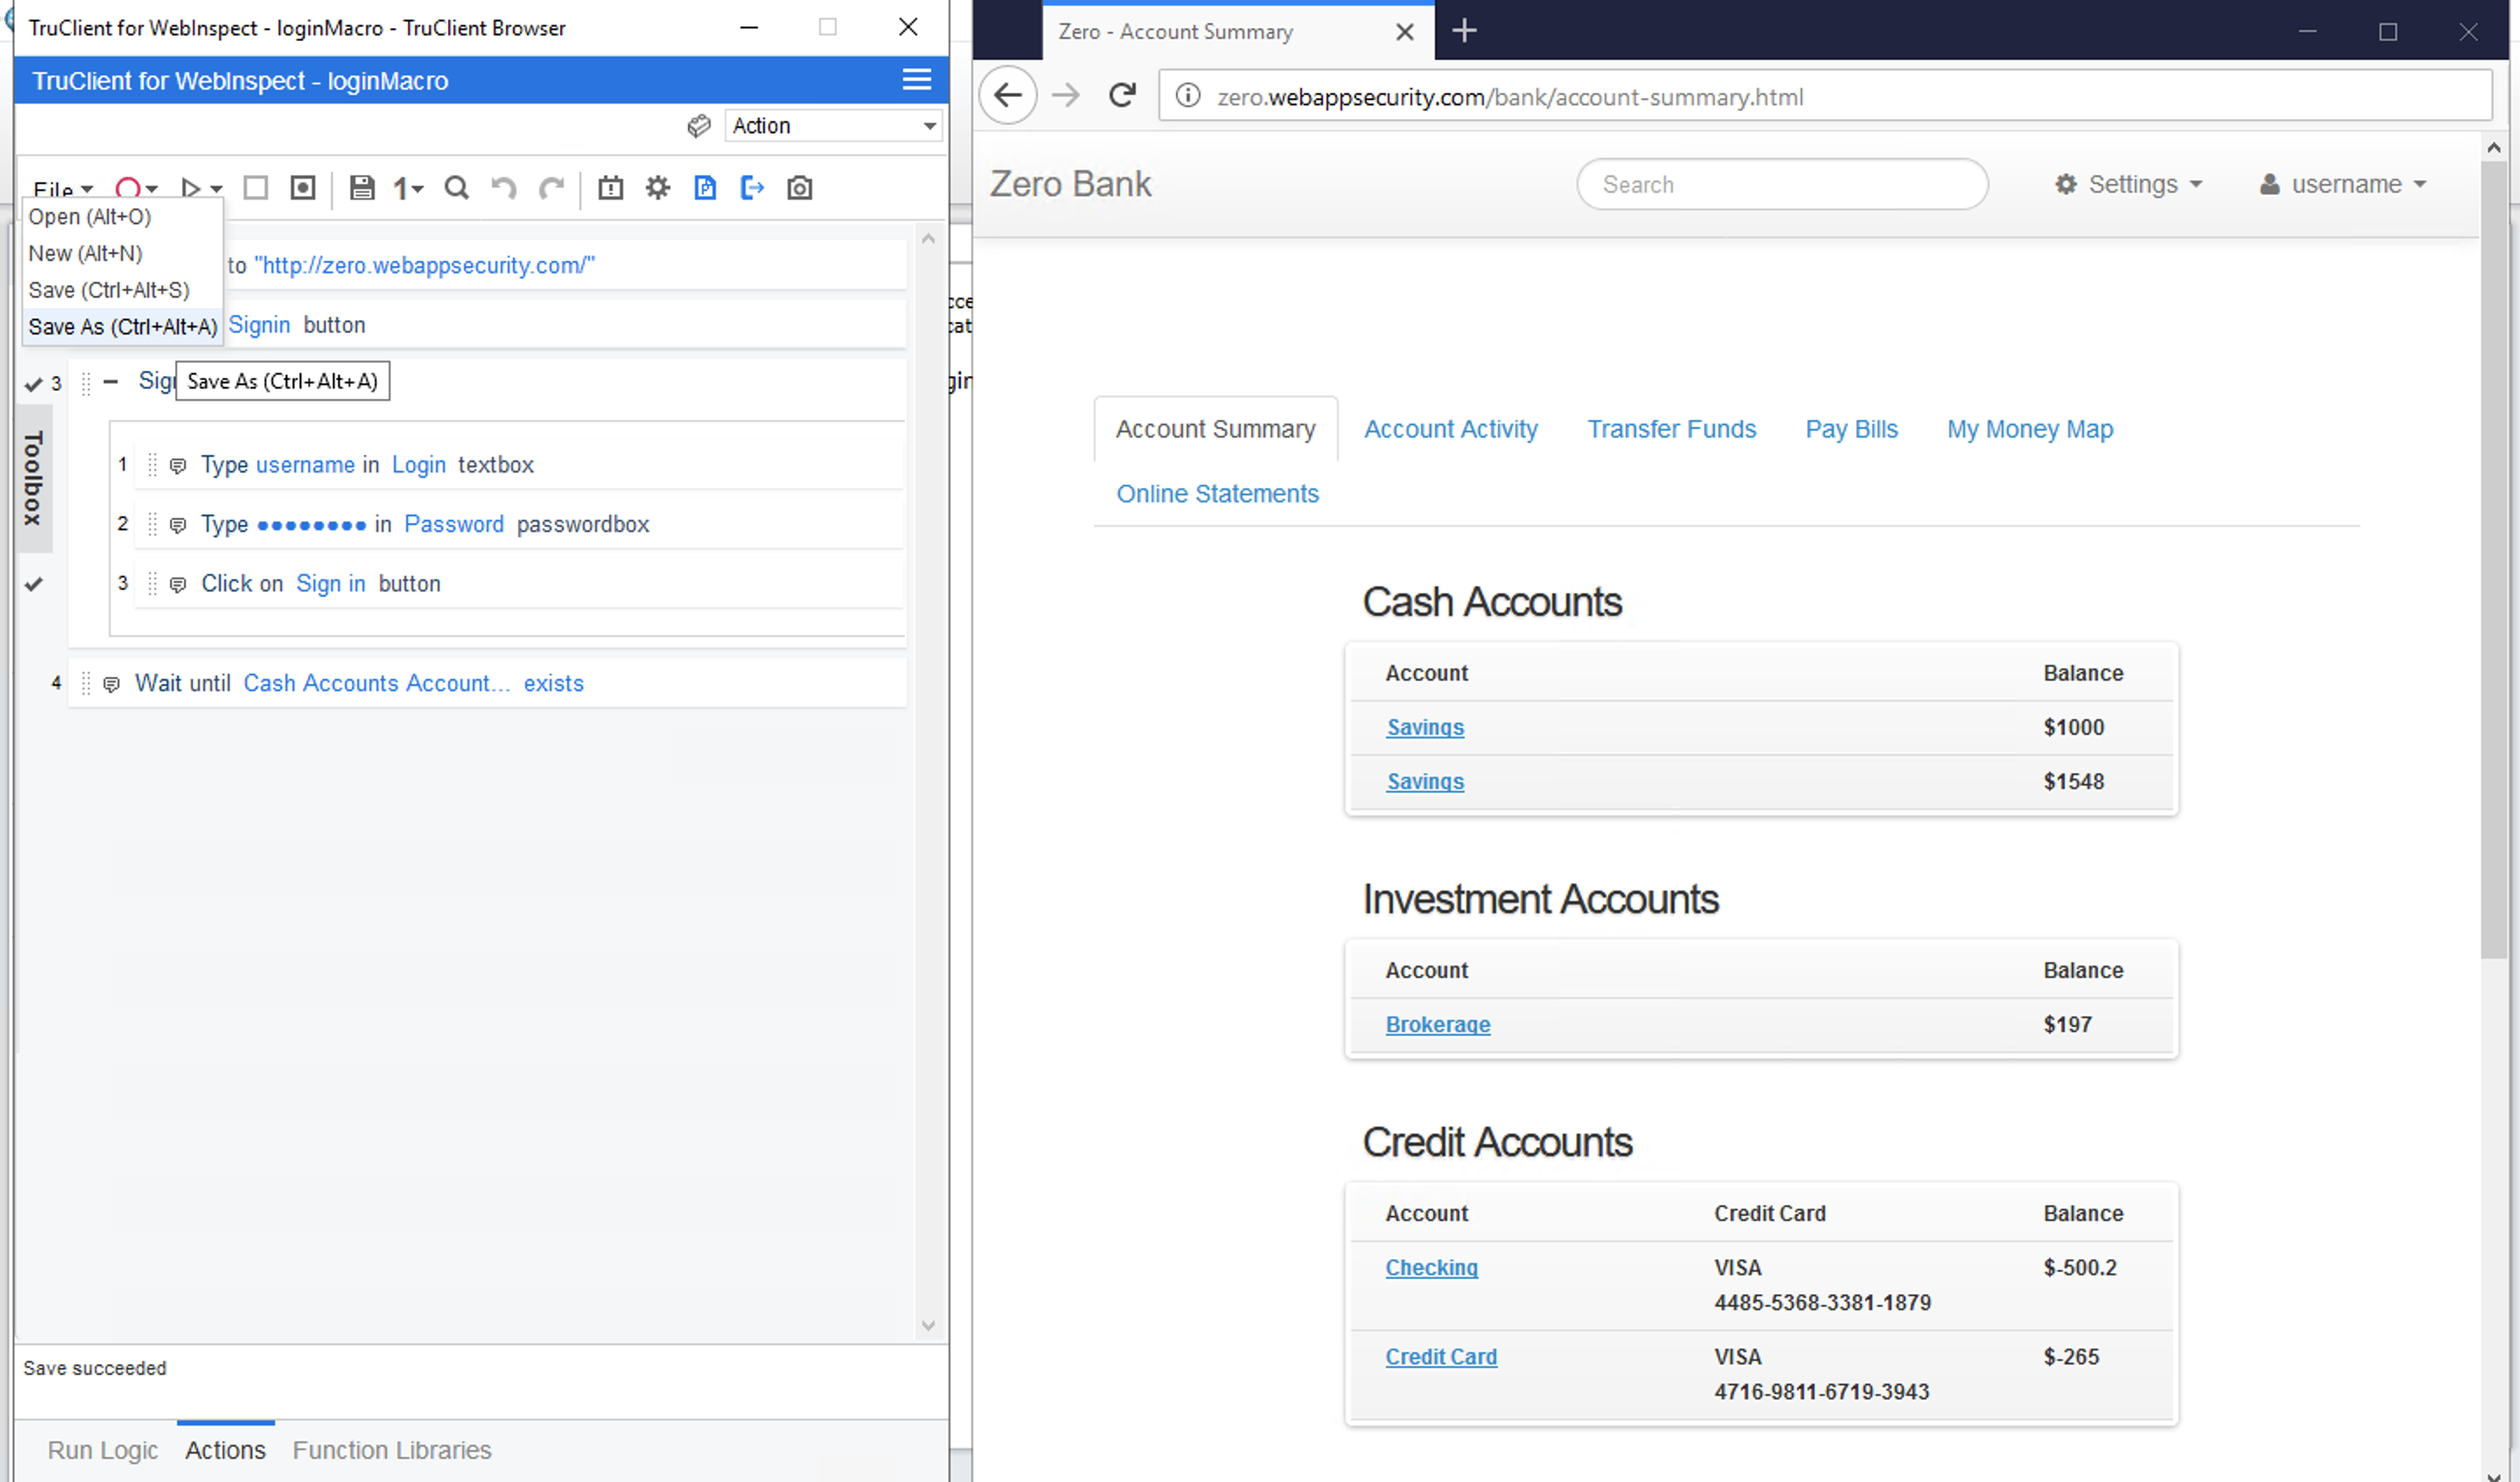 TruClient for WebInspect - loginMacro - TruClient Browser
TruClient for WebInspect - loginMacro
Action
File
1
Open (Alt+O)
New (Alt+N)
Save (Ctrl+Alt+S)
Save As (Ctrl+Alt+A)
to "http://zero.webappsecurity.com/"
Signin button
3
Save As (Ctrl+Alt+A)
Toolbox
1 Type username in Login textbox
2 Type ●●●●●●●● in Password passwordbox
3 Click on Sign in button
4 Wait until Cash Accounts Account... exists
Save succeeded
Run Logic Actions Function Libraries
Zero - Account Summary
zero.webappsecurity.com/bank/account-summary.html
Zero Bank
Search
Settings
username
Account Summary Account Activity Transfer Funds Pay Bills My Money Map
Online Statements
Cash Accounts
Account Balance
Savings $1000
Savings $1548
Investment Accounts
Account Balance
Brokerage $197
Credit Accounts
Account Credit Card Balance
Checking VISA $-500.2
4485-5368-3381-1879
Credit Card VISA $-265
4716-9811-6719-3943